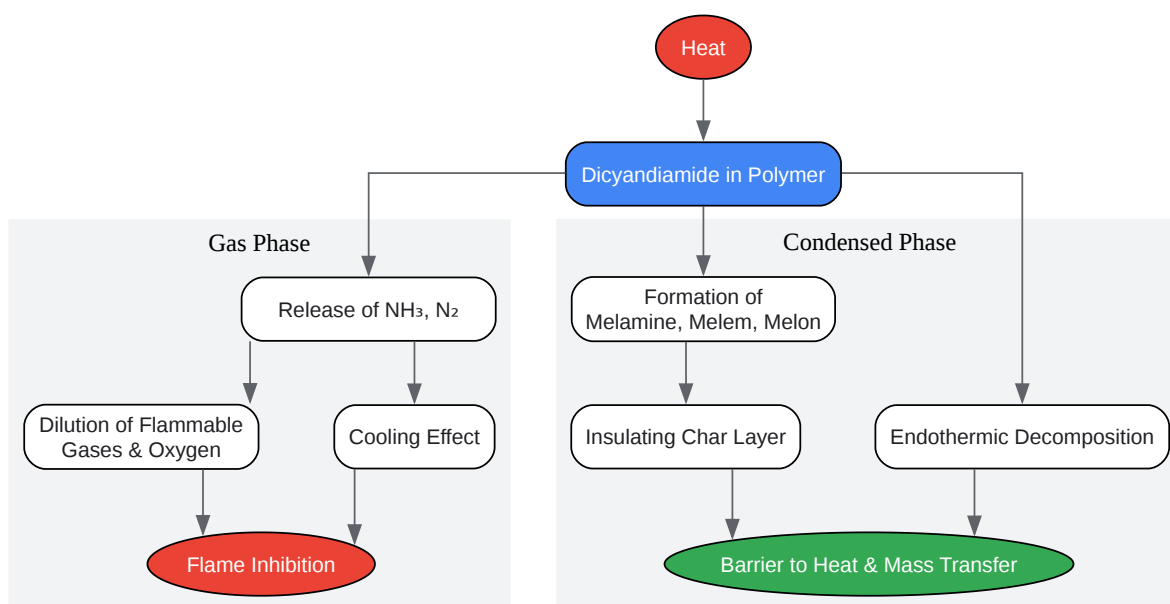 Heat
Dicyandiamide in Polymer
Gas Phase
Condensed Phase
Release of NH₃, N₂
Formation of
Melamine, Melem, Melon
Dilution of Flammable
Gases & Oxygen
Cooling Effect
Insulating Char Layer
Endothermic Decomposition
Flame Inhibition
Barrier to Heat & Mass Transfer